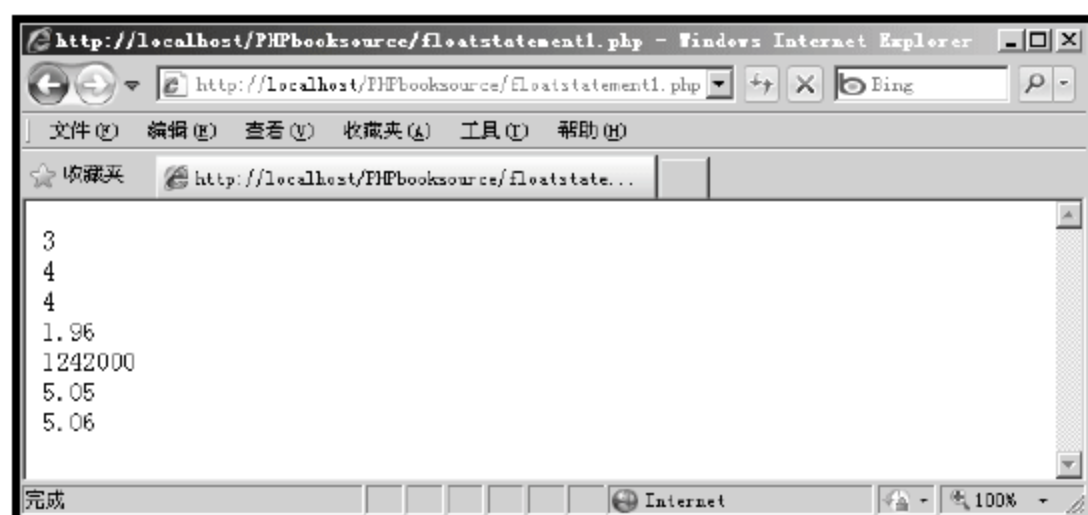 http://localhost/PHPbooksource/floatstatement1.php - Windows Internet Explorer
http://localhost/PHPbooksource/floatstatement1.php
Bing
文件(F) 编辑(E) 查看(V) 收藏夹(A) 工具(T) 帮助(H)
收藏夹 http://localhost/PHPbooksource/floatstate...
3
4
4
1.96
1242000
5.05
5.06
完成 Internet 100%